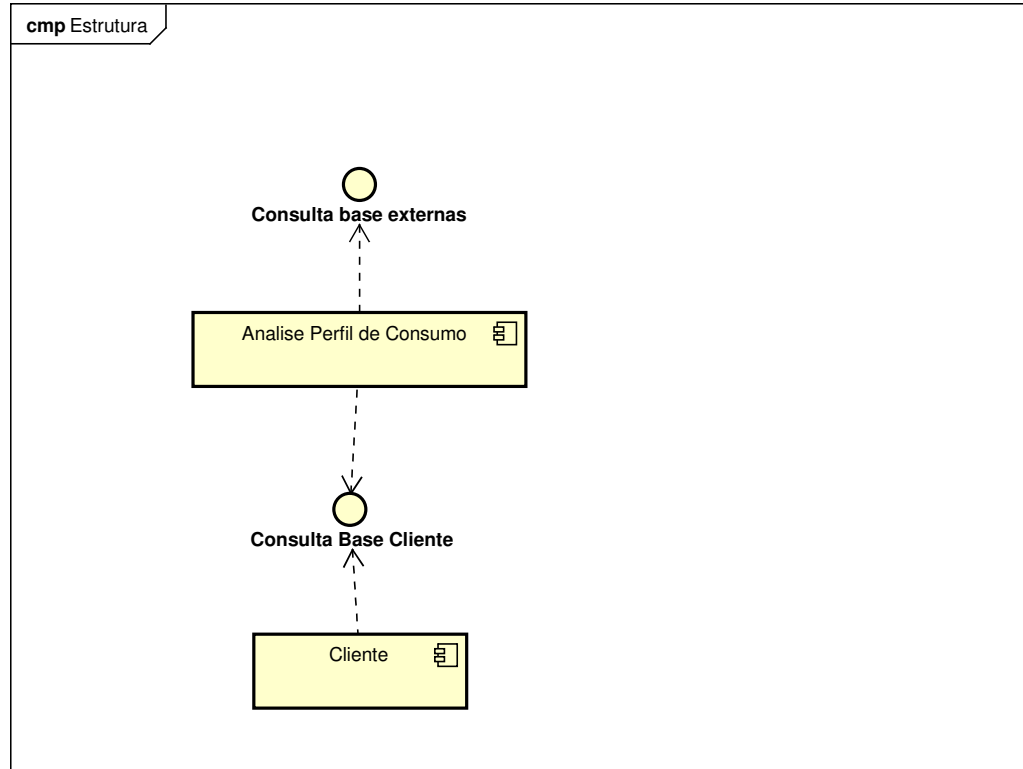 cmp Estrutura
Consulta base externas
Analise Perfil de Consumo
Consulta Base Cliente
Cliente